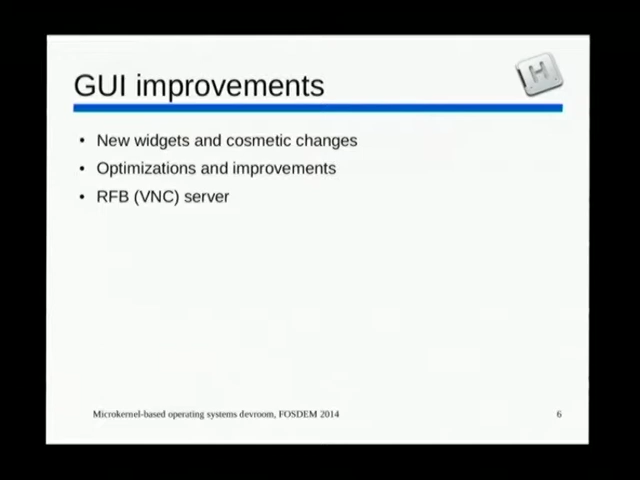 GUI improvements
H
• New widgets and cosmetic changes
• Optimizations and improvements
• RFB (VNC) server
Microkernel-based operating systems devroom, FOSDEM 2014
6